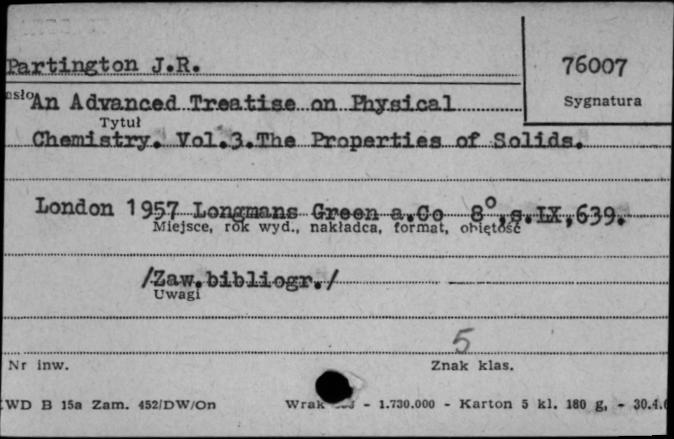 Partington J.R.
76007
Sygnatura
An Advanced Treatise on Physical
Tytuł
Chemistry. Vol.3.The Properties of Solids.
London 1957 Longmans Green a.Co 8°,s.IX,639.
Miejsce, rok wyd., nakładca, format, objętość
/Zaw.bibliogr./
Uwagi
5
Nr inw.
Znak klas.
WD B 15a Zam. 452/DW/On
- 1.730.000 - Karton 5 kl. 180 g, - 30.4.